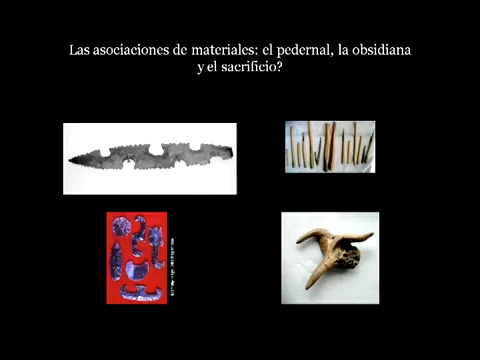 Las asociaciones de materiales: el pedernal, la obsidiana
y el sacrificio?